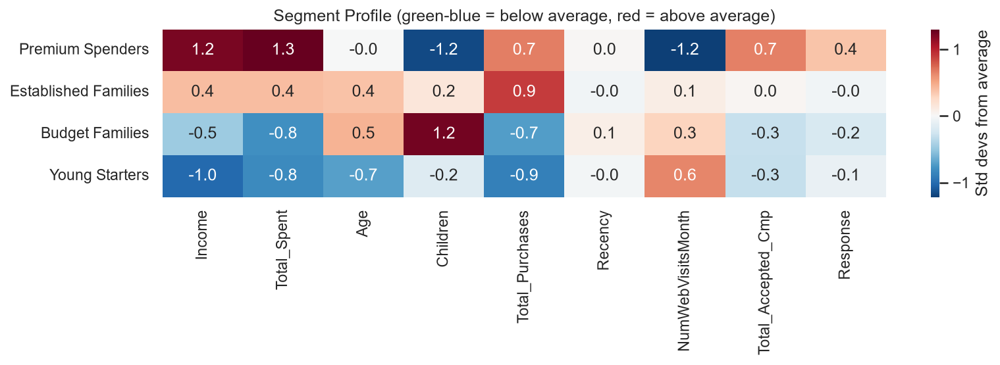 Segment Profile (green-blue = below average, red = above average)
Premium Spenders 1.2 1.3 -0.0 -1.2 0.7 0.0 -1.2 0.7 0.4
Established Families 0.4 0.4 0.4 0.2 0.9 -0.0 0.1 0.0 -0.0
Budget Families -0.5 -0.8 0.5 1.2 -0.7 0.1 0.3 -0.3 -0.2
Young Starters -1.0 -0.8 -0.7 -0.2 -0.9 -0.0 0.6 -0.3 -0.1
Income
Total_Spent
Age
Children
Total_Purchases
Recency
NumWebVisitsMonth
Total_Accepted_Cmp
Response
1
0
−1
Std devs from average